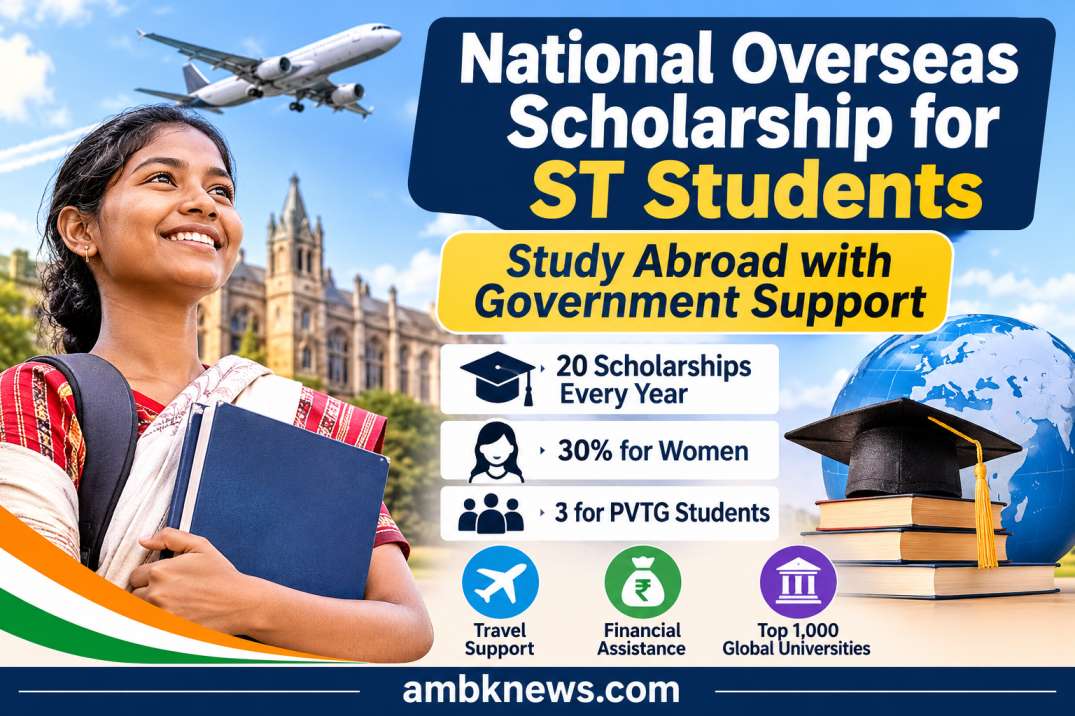 National Overseas
Scholarship for
ST Students
Study Abroad with
Government Support
20 Scholarships
Every Year
30% for Women
3 for PVTG Students
₹
Travel
Support
Financial
Assistance
Top 1,000
Global Universities
ambknews.com